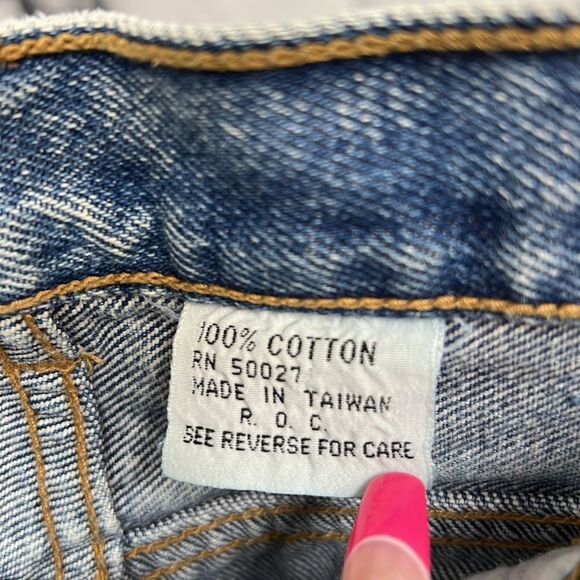 100% COTTON
RN 50027
MADE IN TAIWAN
R. O. C.
SEE REVERSE FOR CARE